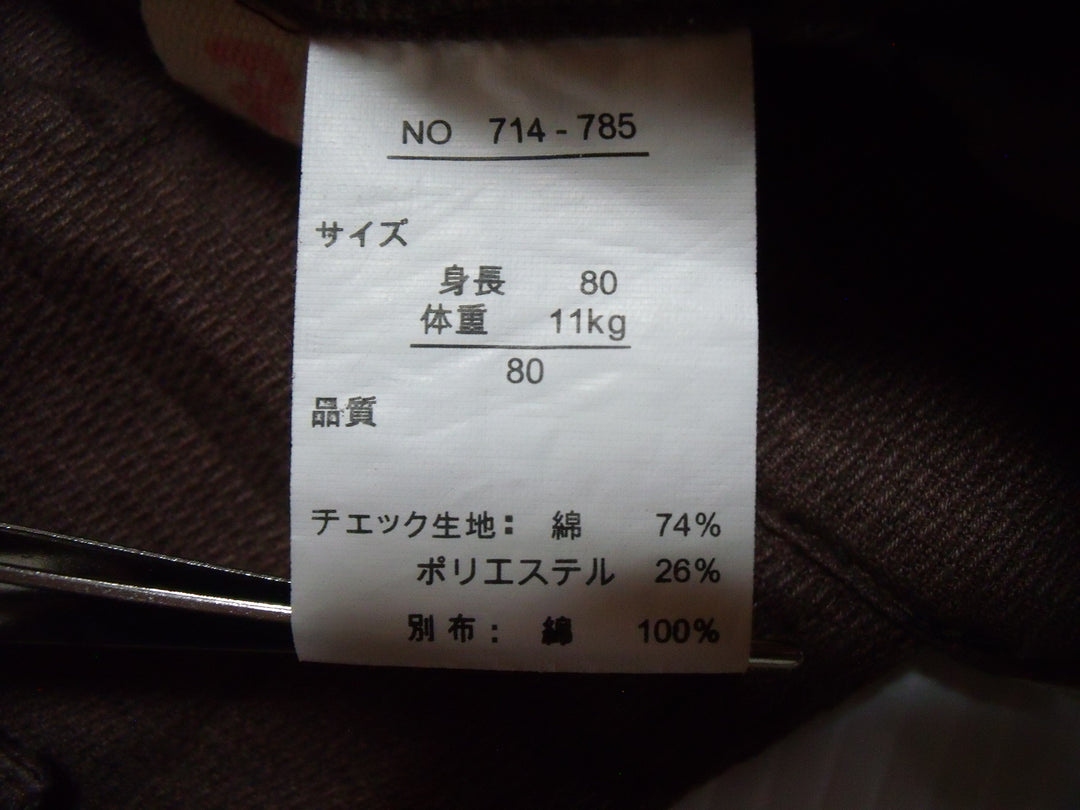 NO 714-785
サイズ
身長 80
体重 11kg
80
品質
チェック生地: 綿 74%
ポリエステル 26%
別布: 綿 100%